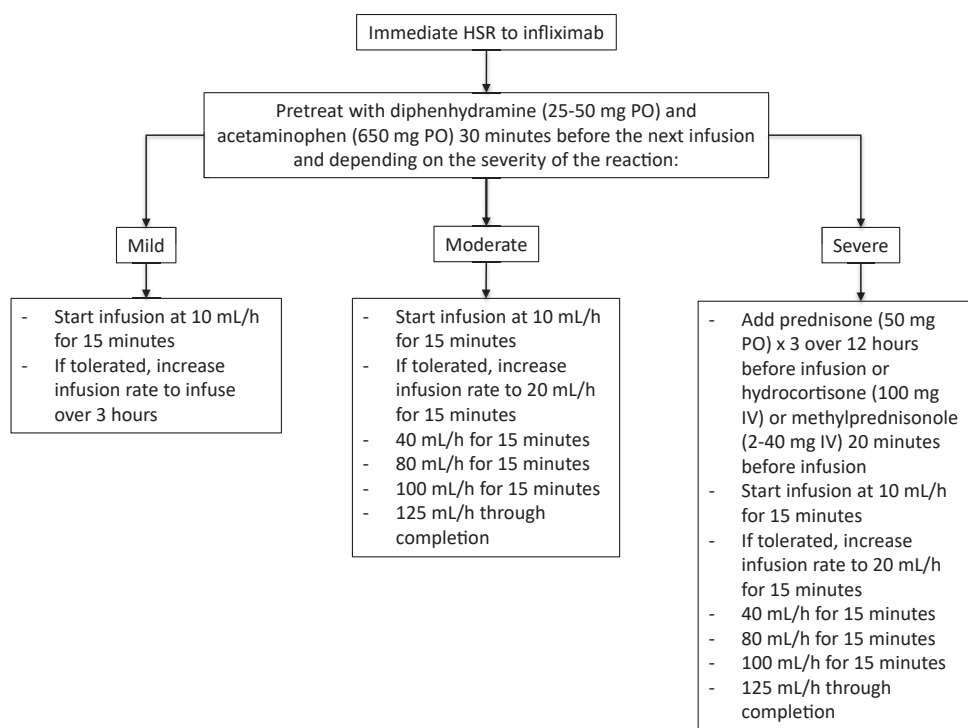 Immediate HSR to infliximab
Pretreat with diphenhydramine (25-50 mg PO) and
acetaminophen (650 mg PO) 30 minutes before the next infusion
and depending on the severity of the reaction:
Mild
- Start infusion at 10 mL/h
for 15 minutes
- If tolerated, increase
infusion rate to infuse
over 3 hours
Moderate
- Start infusion at 10 mL/h
for 15 minutes
- If tolerated, increase
infusion rate to 20 mL/h
for 15 minutes
- 40 mL/h for 15 minutes
- 80 mL/h for 15 minutes
- 100 mL/h for 15 minutes
- 125 mL/h through
completion
Severe
- Add prednisone (50 mg
PO) x 3 over 12 hours
before infusion or
hydrocortisone (100 mg
IV) or methylprednisonole
(2-40 mg IV) 20 minutes
before infusion
- Start infusion at 10 mL/h
for 15 minutes
- If tolerated, increase
infusion rate to 20 mL/h
for 15 minutes
- 40 mL/h for 15 minutes
- 80 mL/h for 15 minutes
- 100 mL/h for 15 minutes
- 125 mL/h through
completion